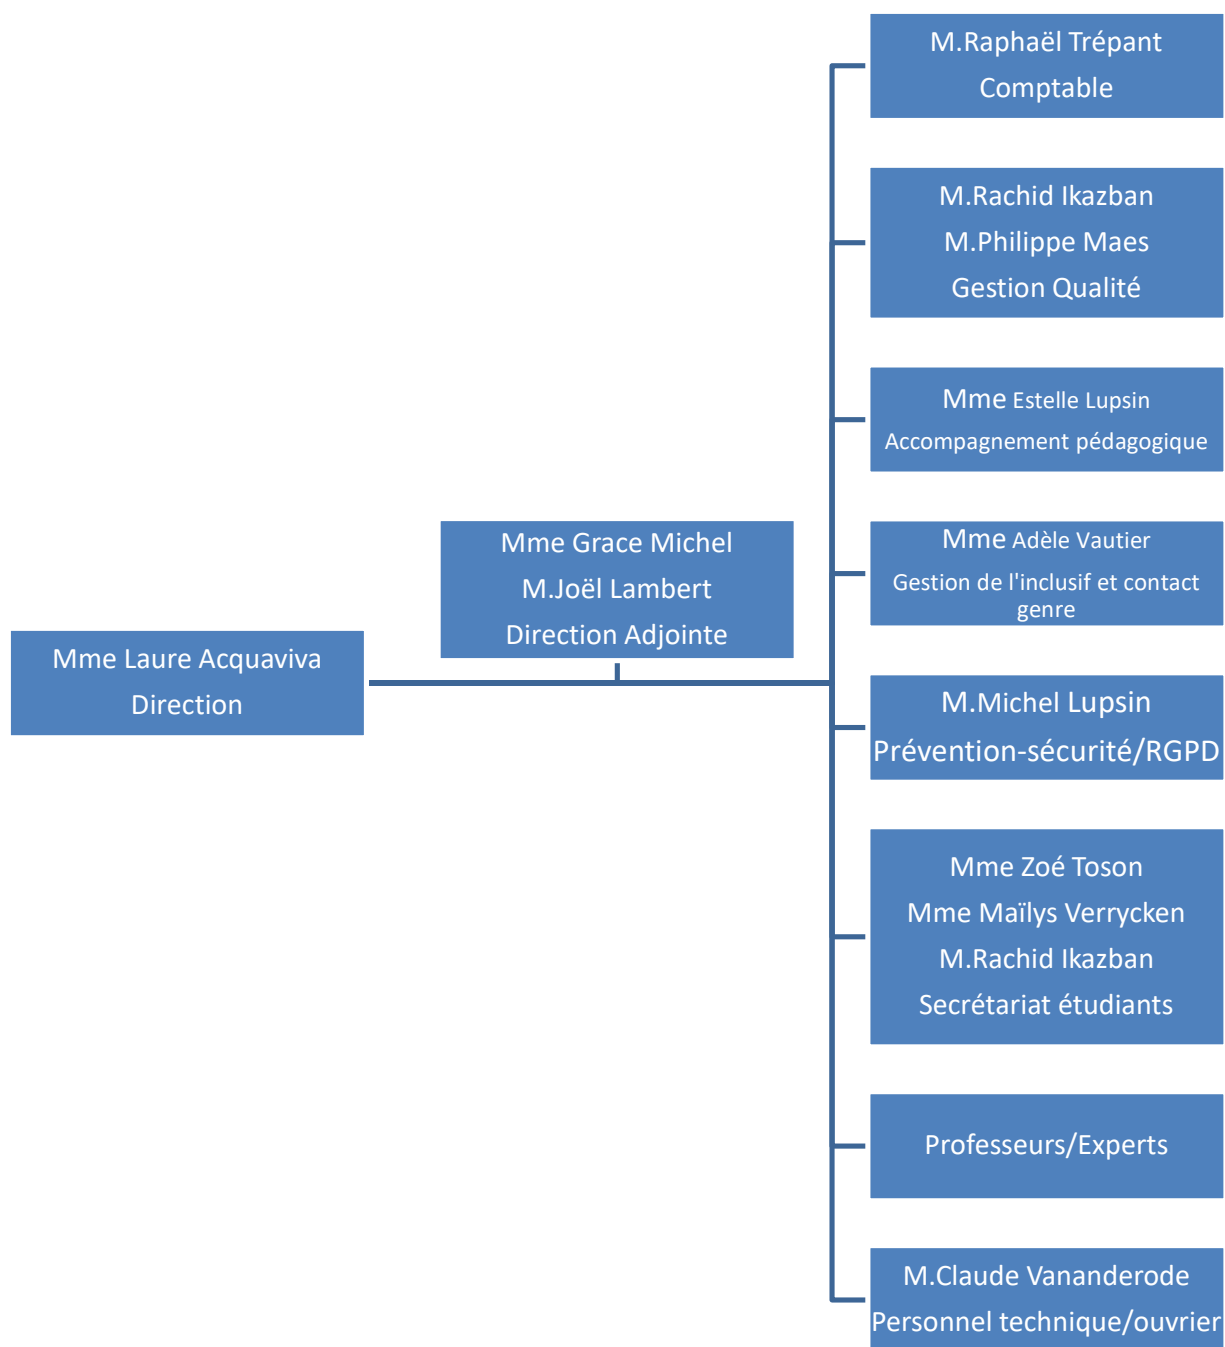 Mme Laure Acquaviva
Direction
Mme Grace Michel
M.Joël Lambert
Direction Adjointe
M.Raphaël Trépant
Comptable
M.Rachid Ikazban
M.Philippe Maes
Gestion Qualité
Mme Estelle Lupsin
Accompagnement pédagogique
Mme Adèle Vautier
Gestion de l'inclusif et contact
genre
M.Michel Lupsin
Prévention-sécurité/RGPD
Mme Zoé Toson
Mme Maïlys Verrycken
M.Rachid Ikazban
Secrétariat étudiants
Professeurs/Experts
M.Claude Vananderode
Personnel technique/ouvrier